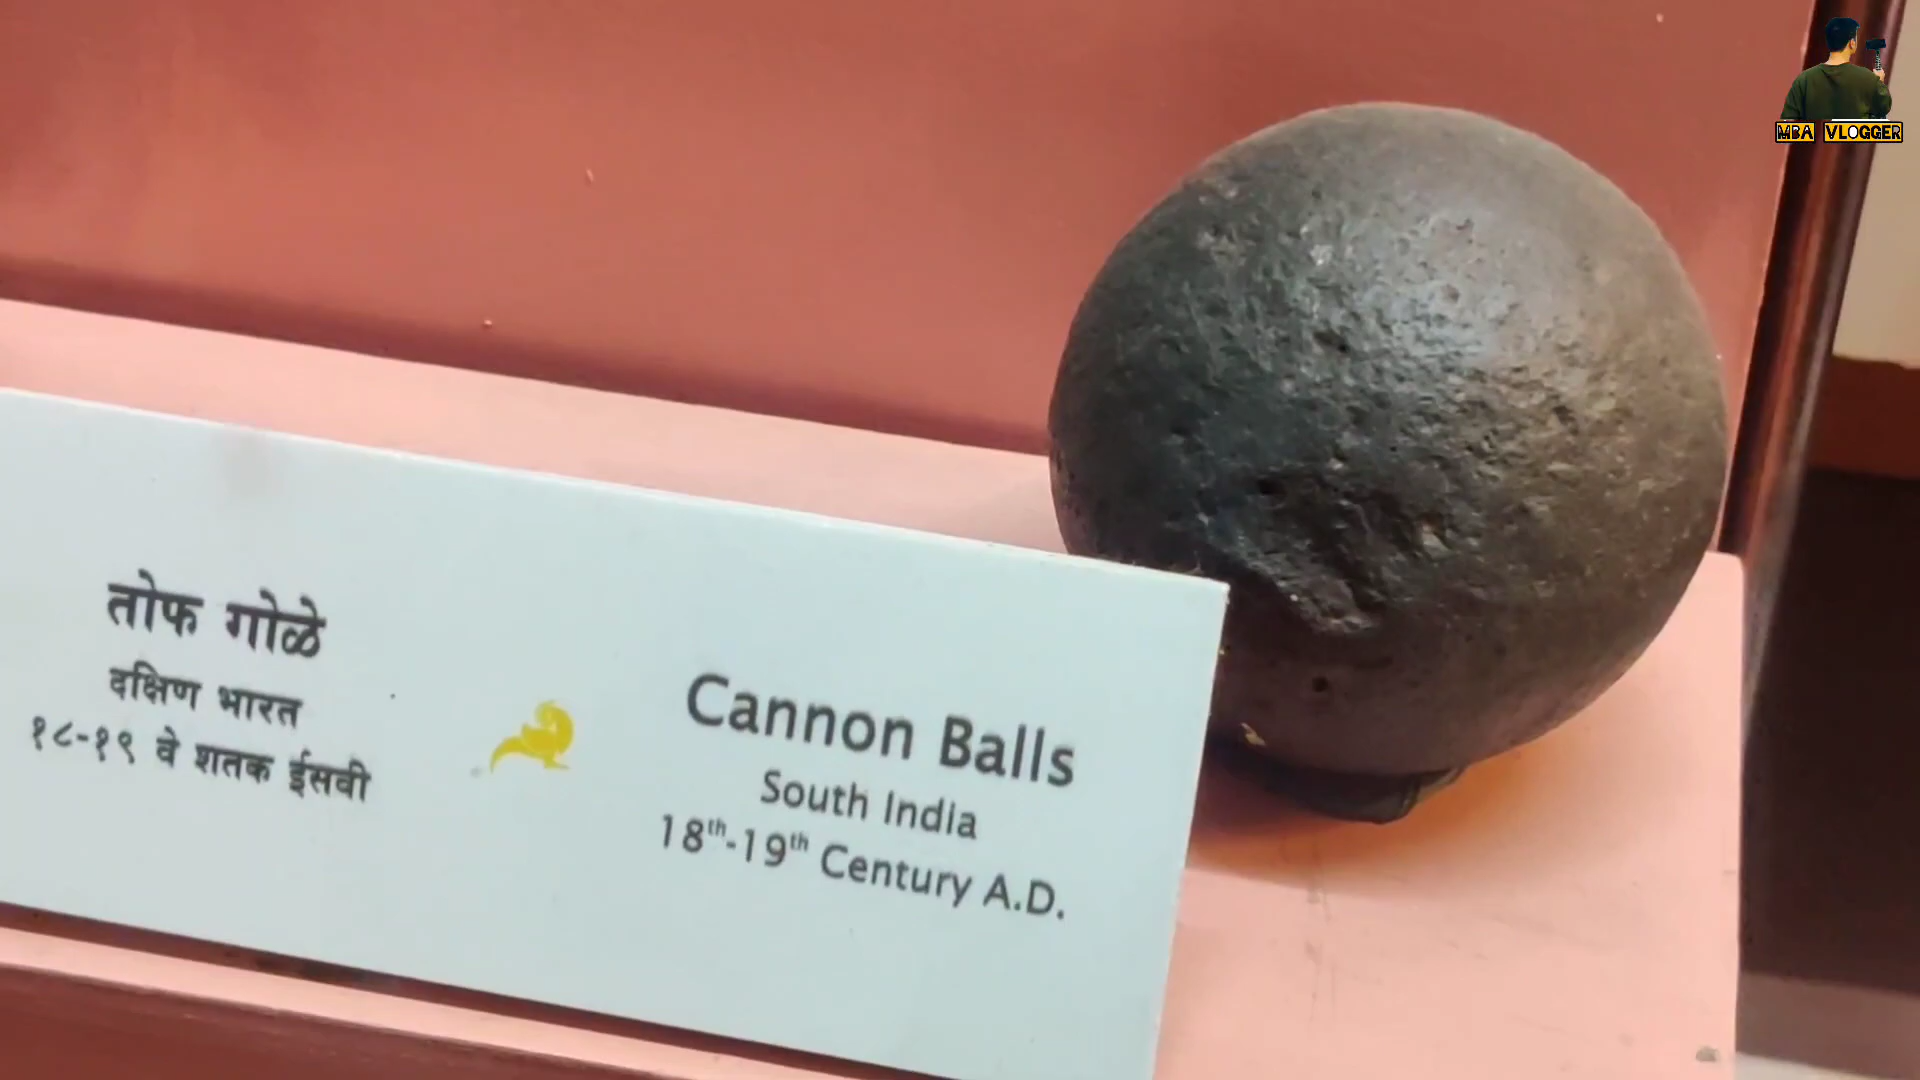 MBA VLOGGER
तोफ गोळे
दक्षिण भारत
१८-१९ वे शतक ईसवी
Cannon Balls
South India
18th-19th Century A.D.